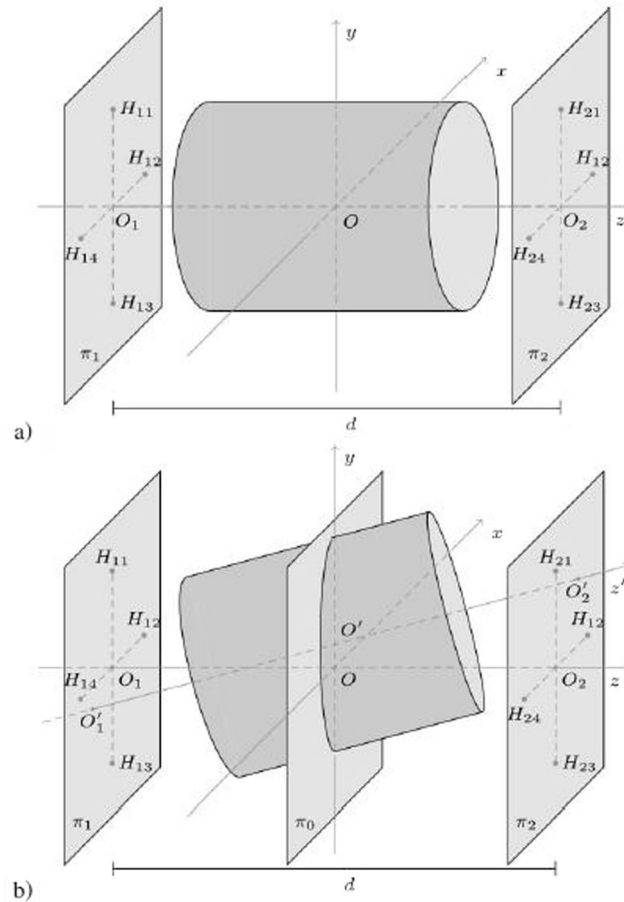 y
x
H11
H21
H12
H12
O1
O
O2
z
H14
H24
H13
H23
π1
π2
d
a)
y
x
H11
H21
O'2
z'
H12
O'
H12
H14
O1
O
O2
z
O'1
H24
H13
H23
π1
π0
π2
d
b)